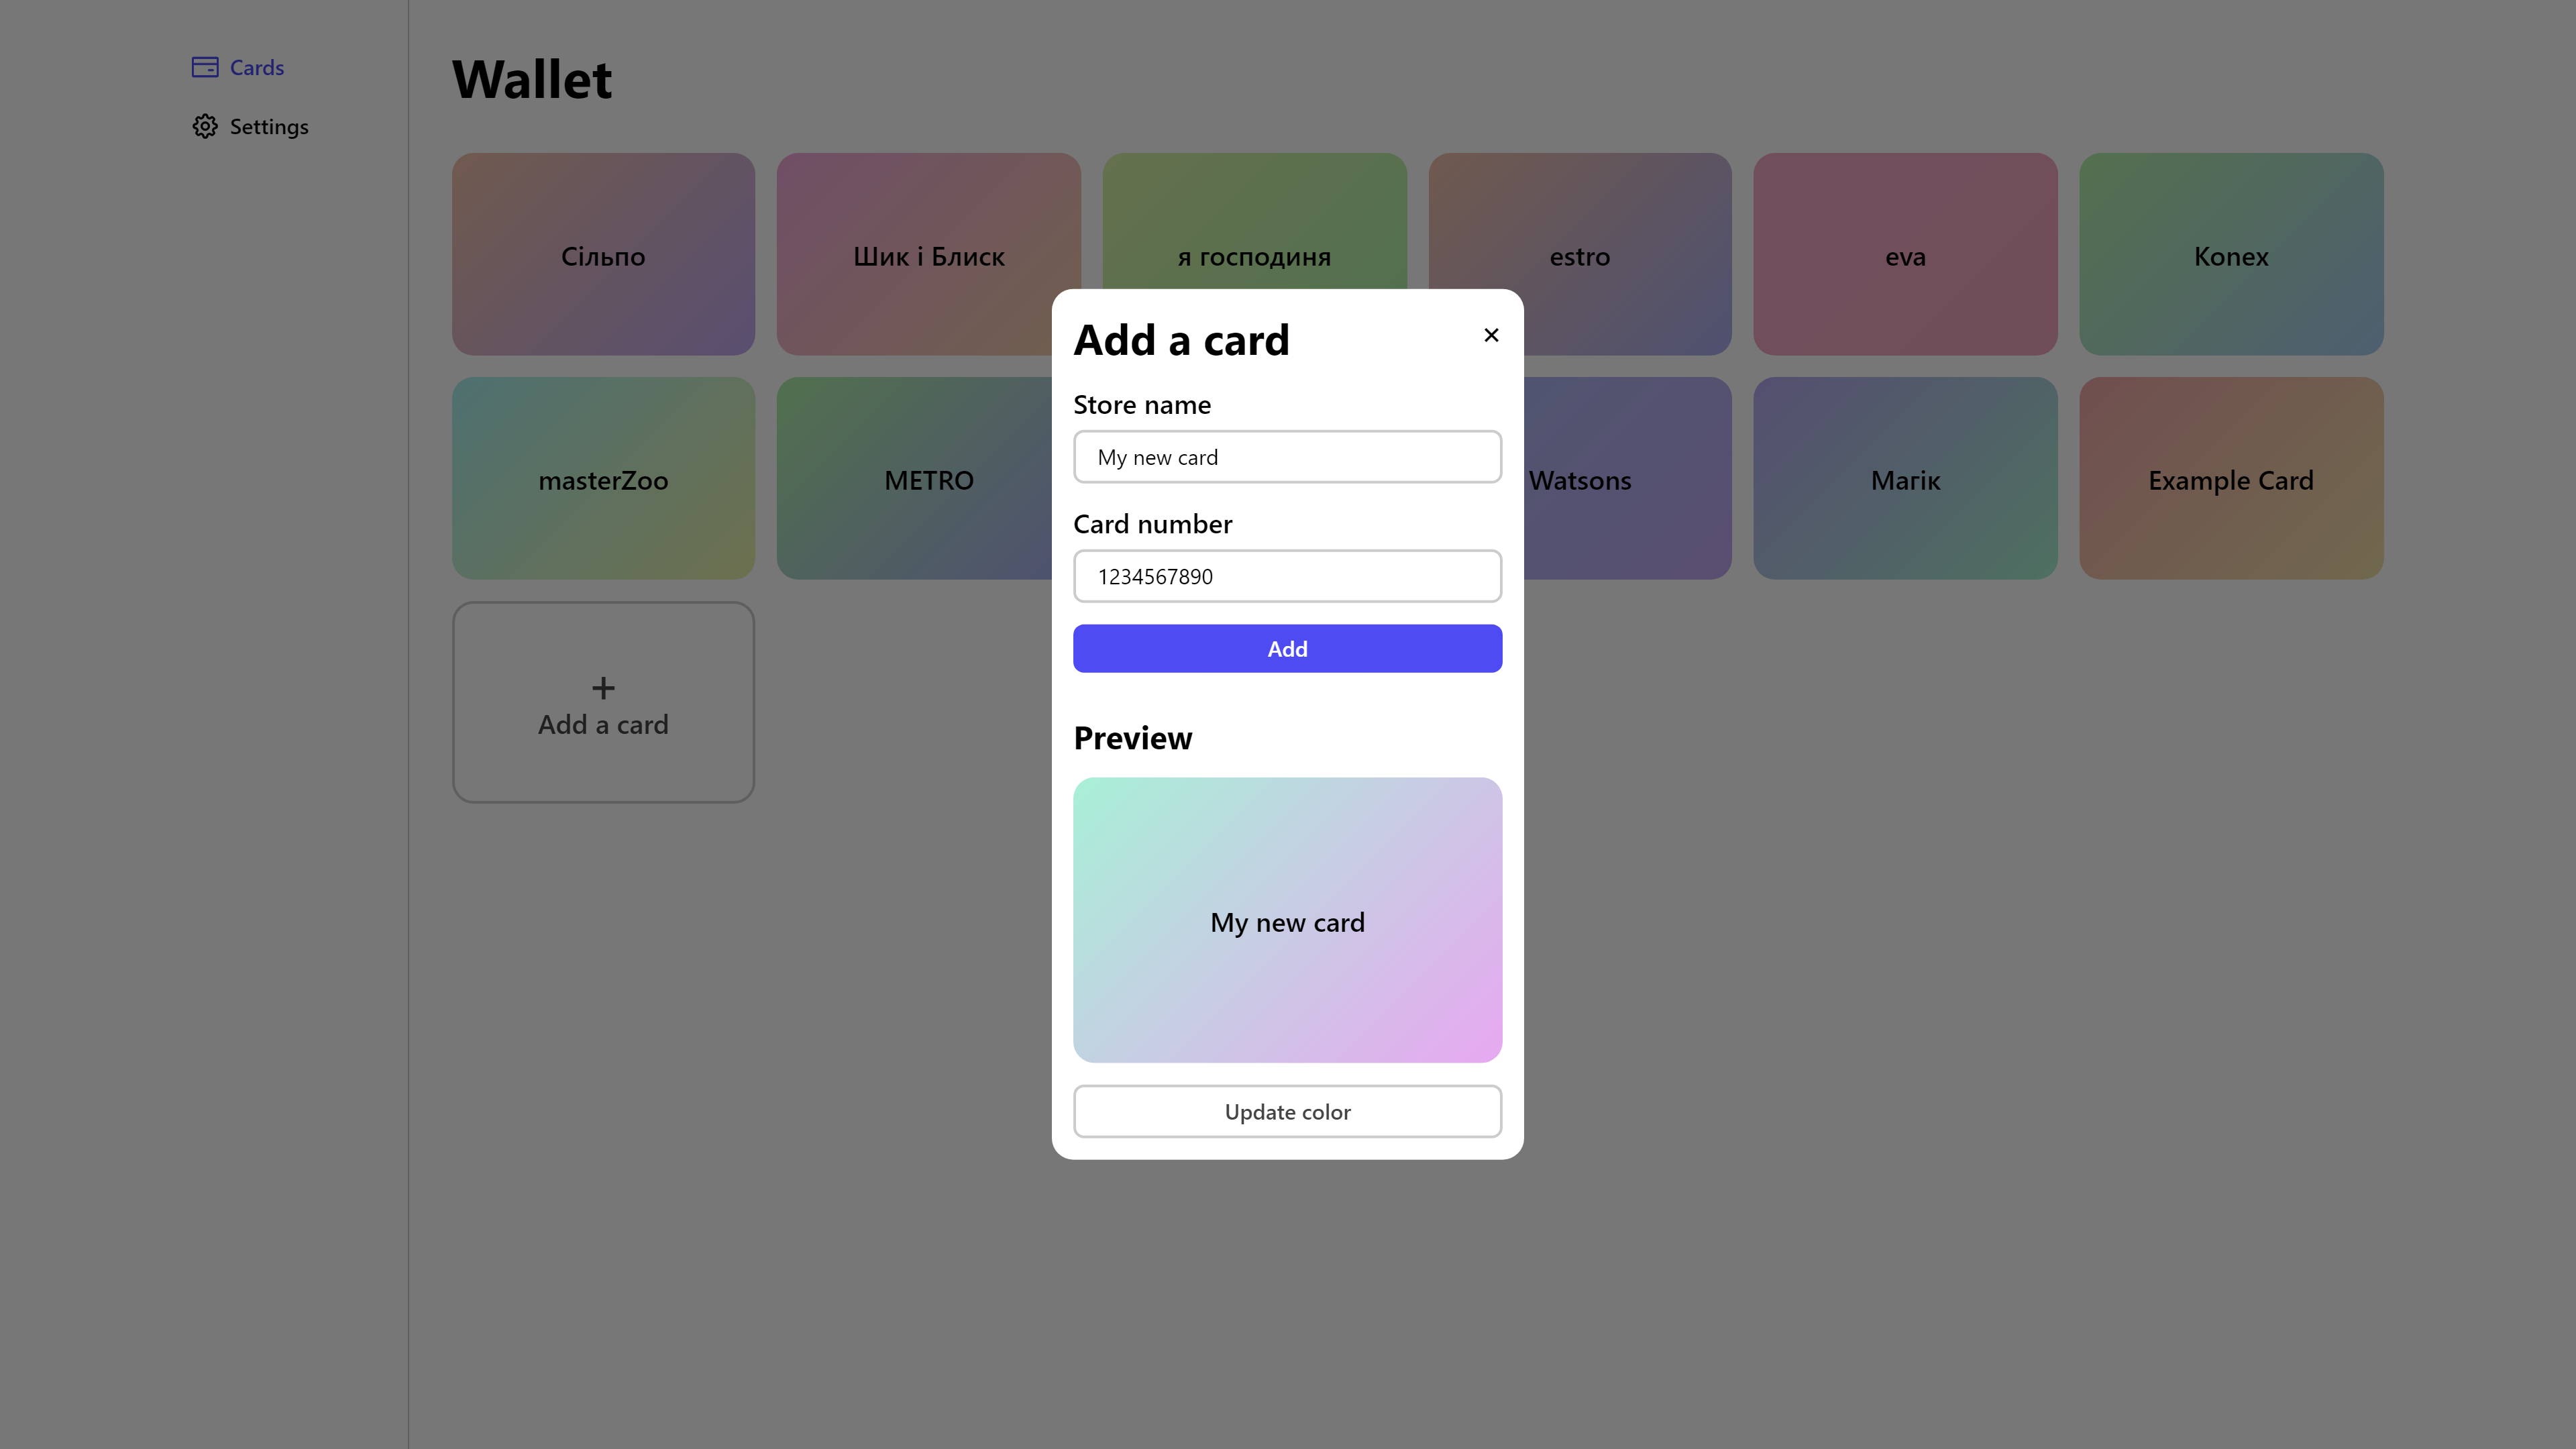 Cards
Settings
Wallet
Сільпо
Шик і Блиск
я господиня
estro
eva
Konex
masterZoo
METRO
Watsons
Магік
Example Card
+
Add a card
Add a card
×
Store name
My new card
Card number
1234567890
Add
Preview
My new card
Update color